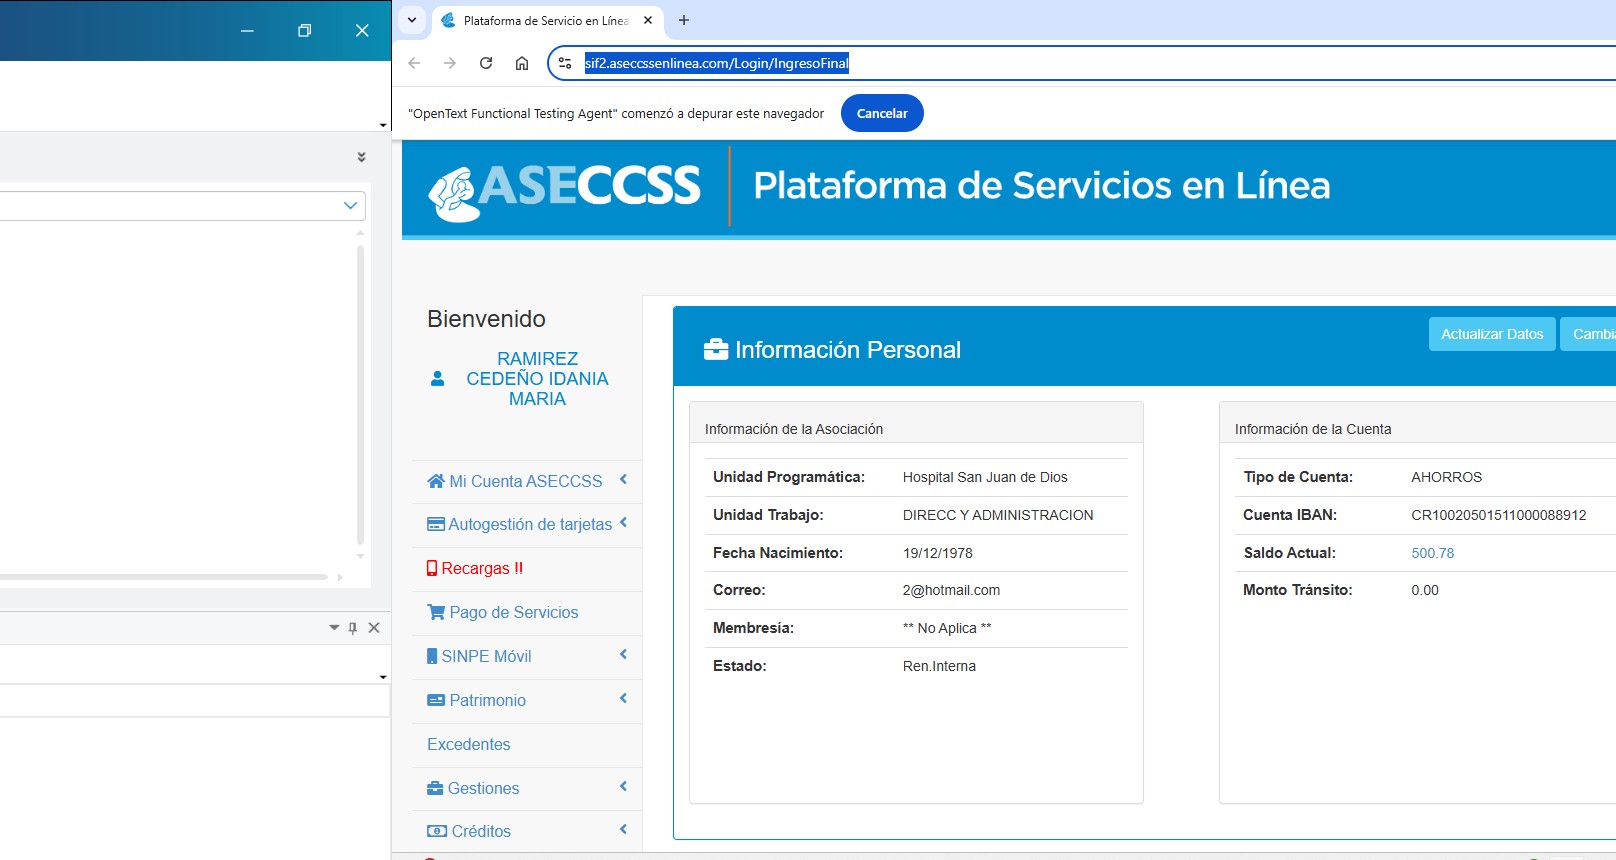 Plataforma de Servicio en Línea
sif2.aseccssenlinea.com/Login/IngresoFinal
"OpenText Functional Testing Agent" comenzó a depurar este navegador
Cancelar
ASECCSS
Plataforma de Servicios en Línea
Bienvenido
RAMIREZ
CEDEÑO IDANIA
MARIA
Mi Cuenta ASECCSS
Autogestión de tarjetas
Recargas !!
Pago de Servicios
SINPE Móvil
Patrimonio
Excedentes
Gestiones
Créditos
Información Personal
Actualizar Datos
Cambia
Información de la Asociación
Unidad Programática: Hospital San Juan de Dios
Unidad Trabajo: DIRECC Y ADMINISTRACION
Fecha Nacimiento: 19/12/1978
Correo: 2@hotmail.com
Membresía: ** No Aplica **
Estado: Ren.Interna
Información de la Cuenta
Tipo de Cuenta: AHORROS
Cuenta IBAN: CR10020501511000088912
Saldo Actual: 500.78
Monto Tránsito: 0.00